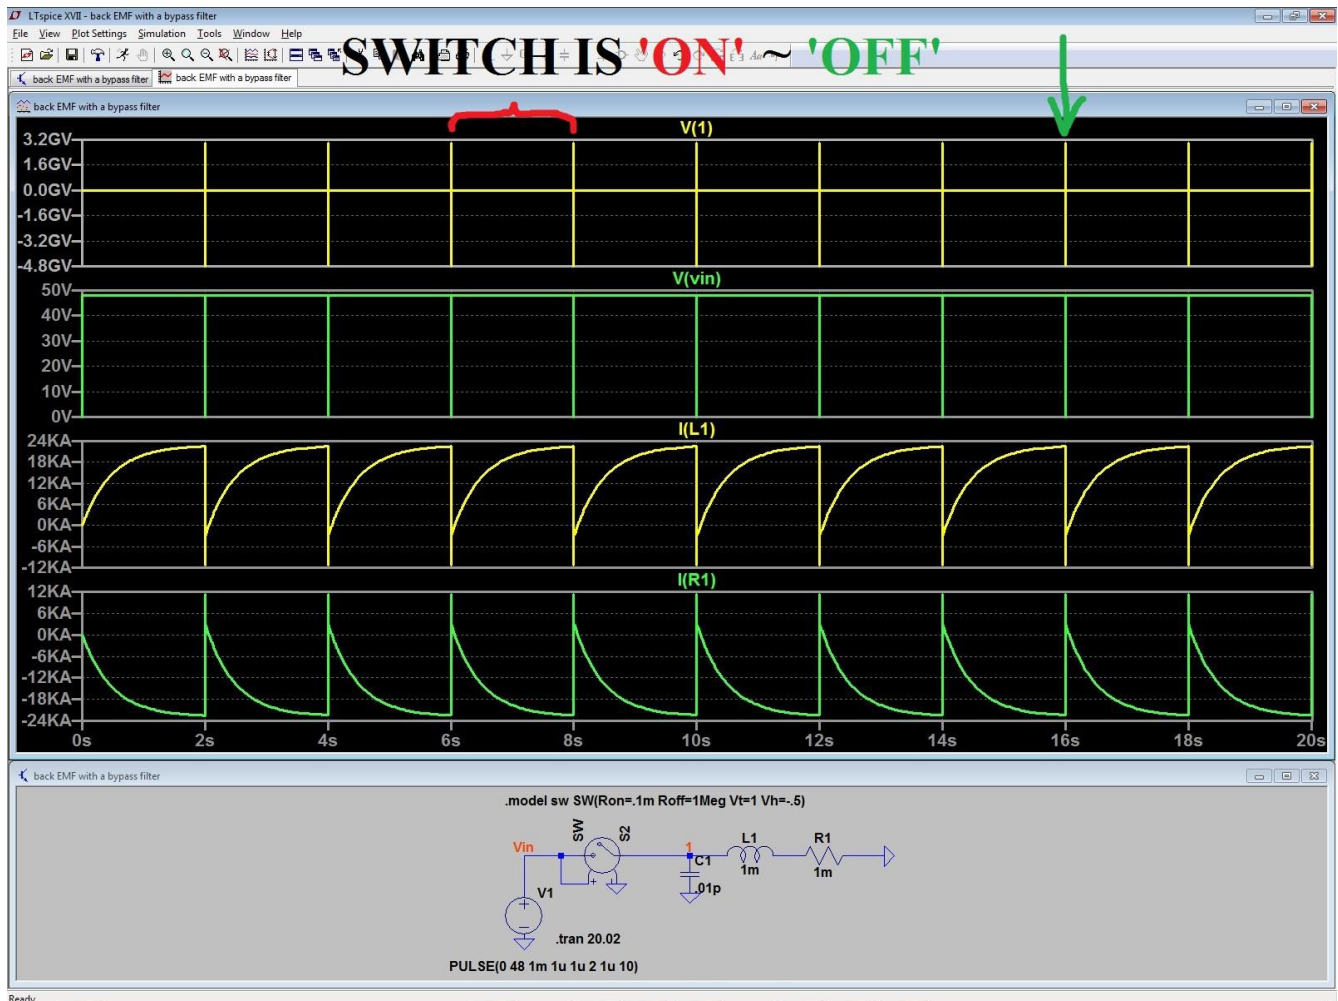 LTspice XVII - back EMF with a bypass filter
File View Plot Settings Simulation Tools Window Help
SWITCH IS 'ON' ~ 'OFF'
back EMF with a bypass filter back EMF with a bypass filter
back EMF with a bypass filter
V(1)
3.2GV
1.6GV
0.0GV
-1.6GV
-3.2GV
-4.8GV
V(vin)
50V
40V
30V
20V
10V
0V
I(L1)
24KA
18KA
12KA
6KA
0KA
-6KA
-12KA
I(R1)
12KA
6KA
0KA
-6KA
-12KA
-18KA
-24KA
0s 2s 4s 6s 8s 10s 12s 14s 16s 18s 20s
back EMF with a bypass filter
.model sw SW(Ron=.1m Roff=1Meg Vt=1 Vh=-.5)
SW S2
Vin 1 L1 R1
C1
1m 1m
.01p
V1
.tran 20.02
PULSE(0 48 1m 1u 1u 2 1u 10)
Ready